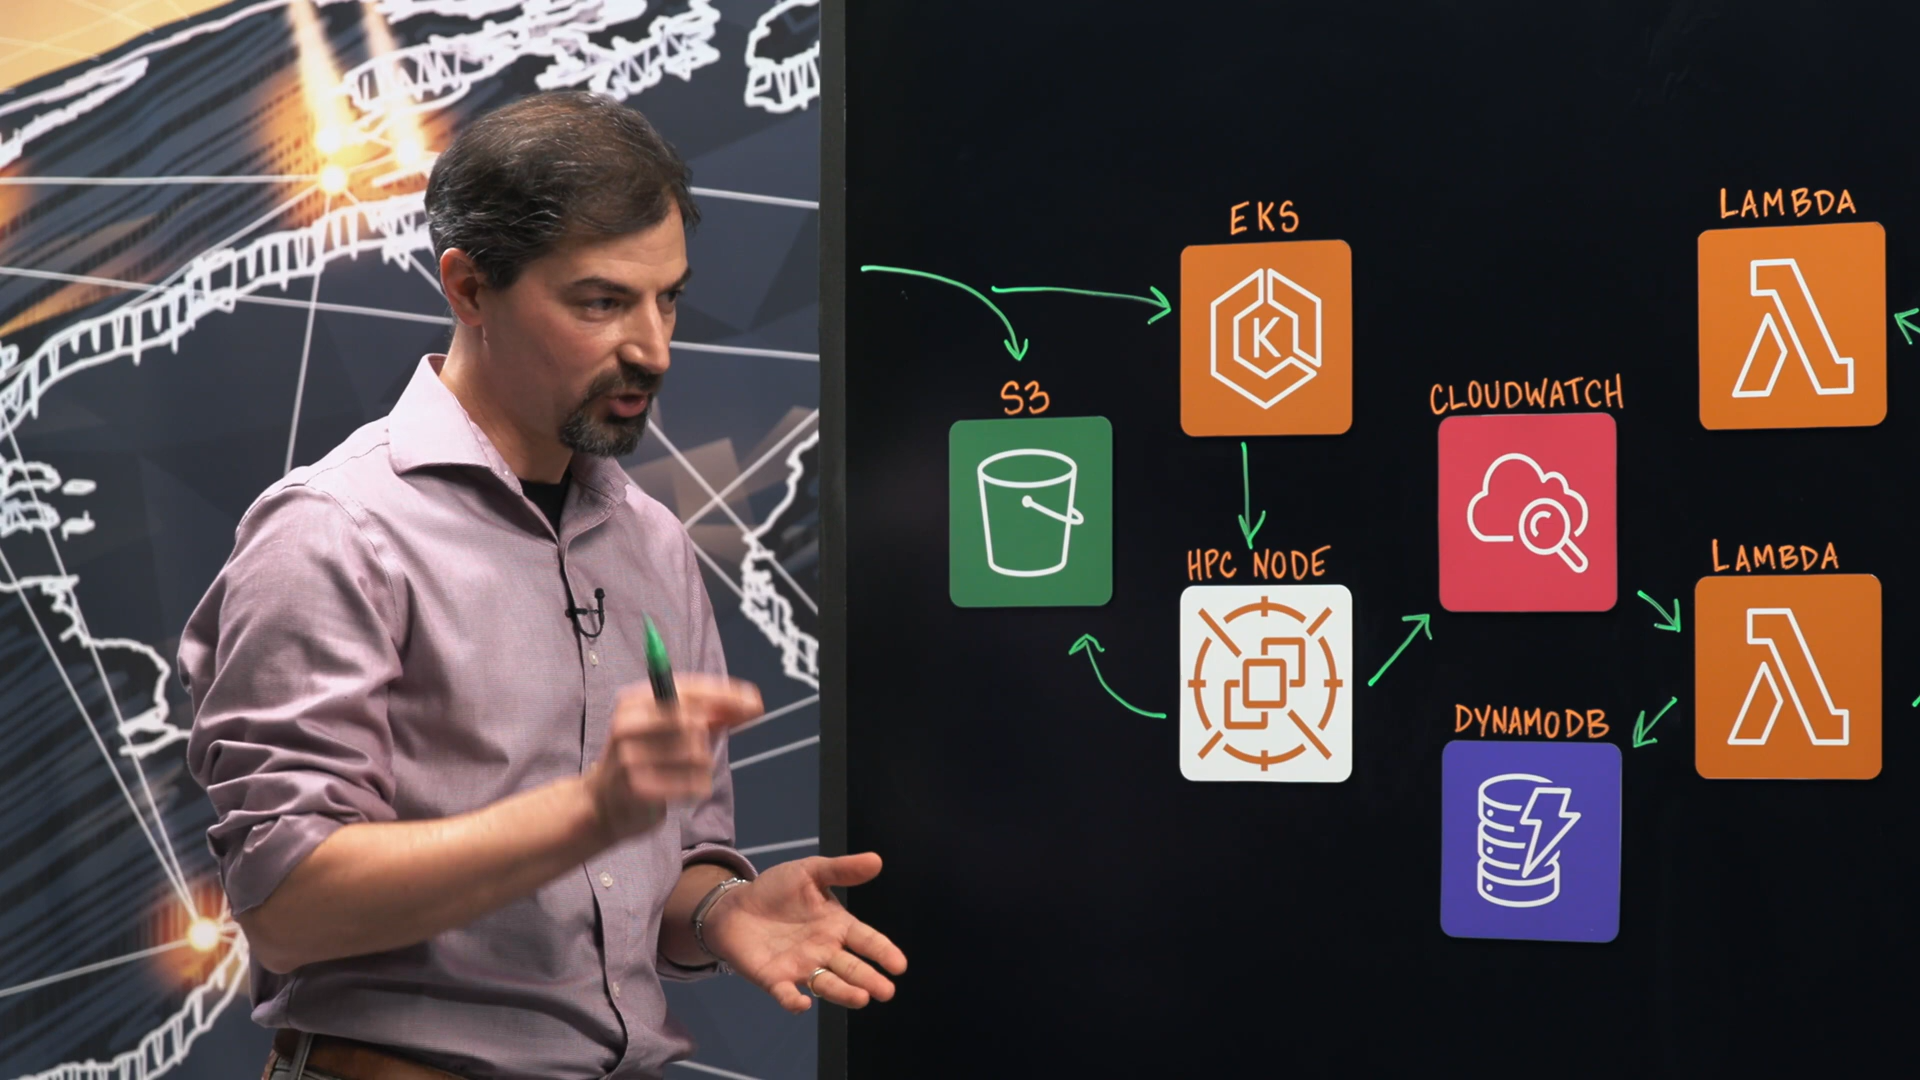 EKS
LAMBDA
S3
K
CLOUDWATCH
HPC NODE
LAMBDA
DYNAMODB